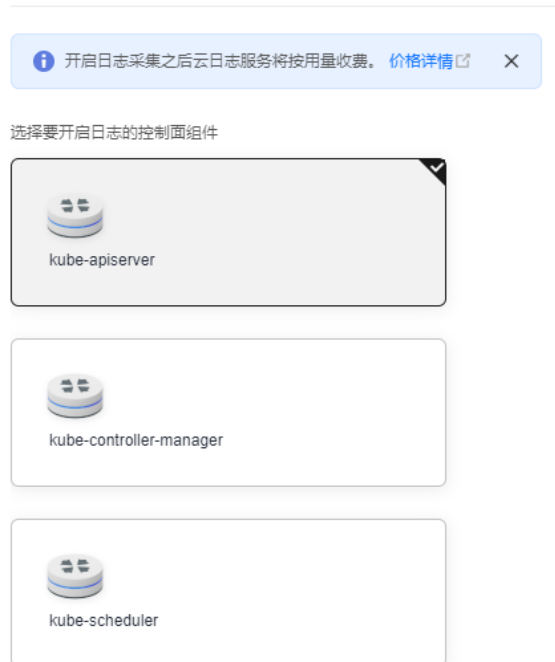 开启日志采集之后云日志服务将按用量收费。 价格详情
选择要开启日志的控制面组件
kube-apiserver
kube-controller-manager
kube-scheduler